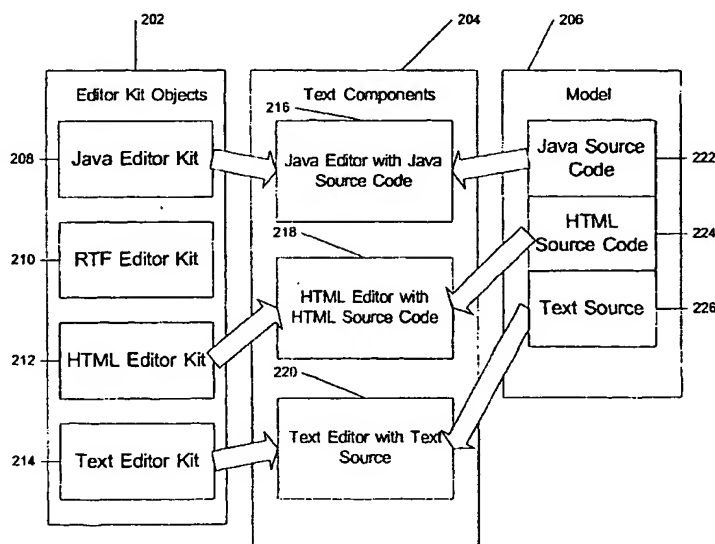 202
204
206
Editor Kit Objects
Text Components
Model
216
208
Java Editor Kit
Java Editor with Java
Source Code
Java Source
Code
222
218
210
RTF Editor Kit
HTML
Source Code
224
HTML Editor with
HTML Source Code
Text Source
226
212
HTML Editor Kit
220
214
Text Editor Kit
Text Editor with Text
Source